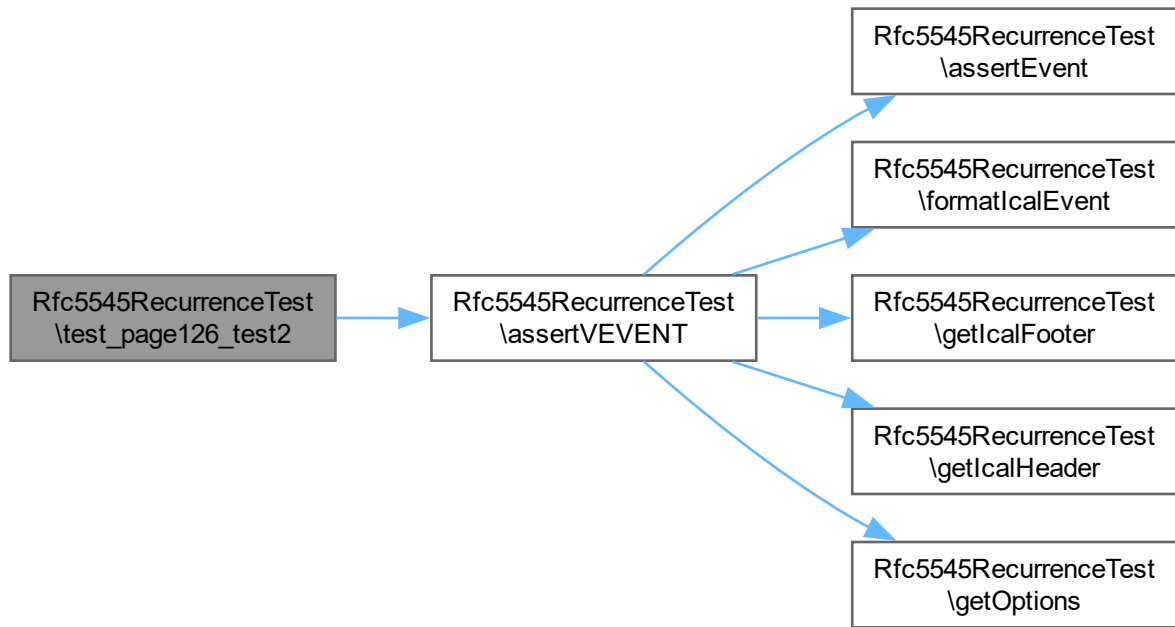 Rfc5545RecurrenceTest
\test_page126_test2
Rfc5545RecurrenceTest
\assertVEVENT
Rfc5545RecurrenceTest
\assertEvent
Rfc5545RecurrenceTest
\formatIcalEvent
Rfc5545RecurrenceTest
\getIcalFooter
Rfc5545RecurrenceTest
\getIcalHeader
Rfc5545RecurrenceTest
\getOptions